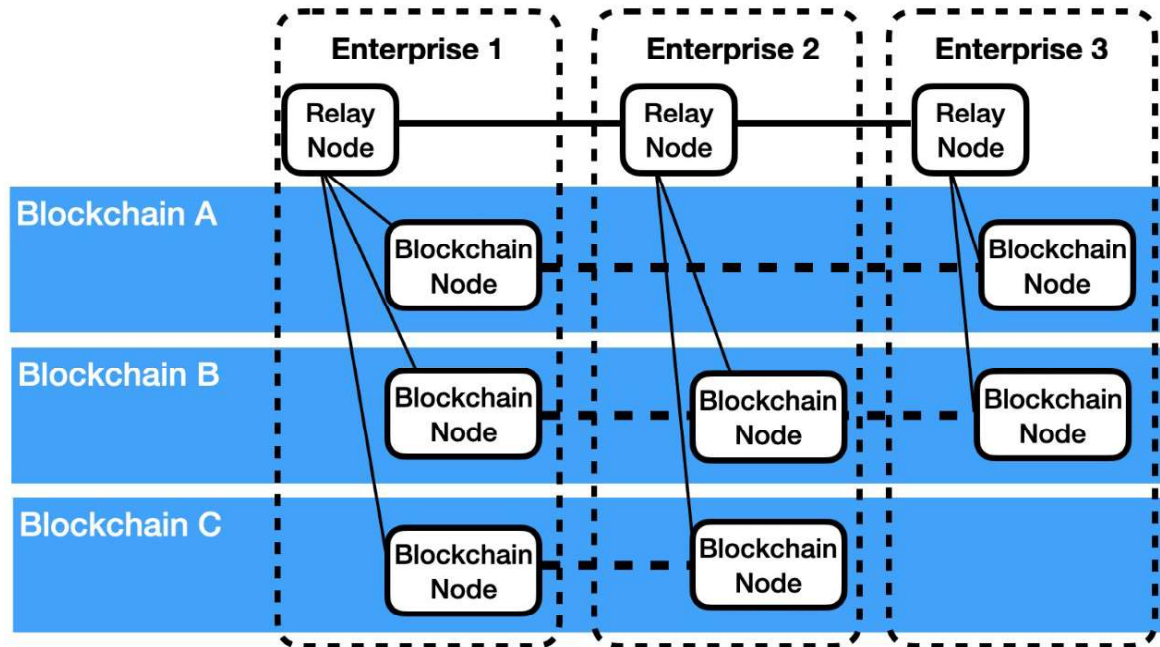 Enterprise 1
Enterprise 2
Enterprise 3
Relay
Node
Relay
Node
Relay
Node
Blockchain A
Blockchain
Node
Blockchain
Node
Blockchain B
Blockchain
Node
Blockchain
Node
Blockchain
Node
Blockchain C
Blockchain
Node
Blockchain
Node